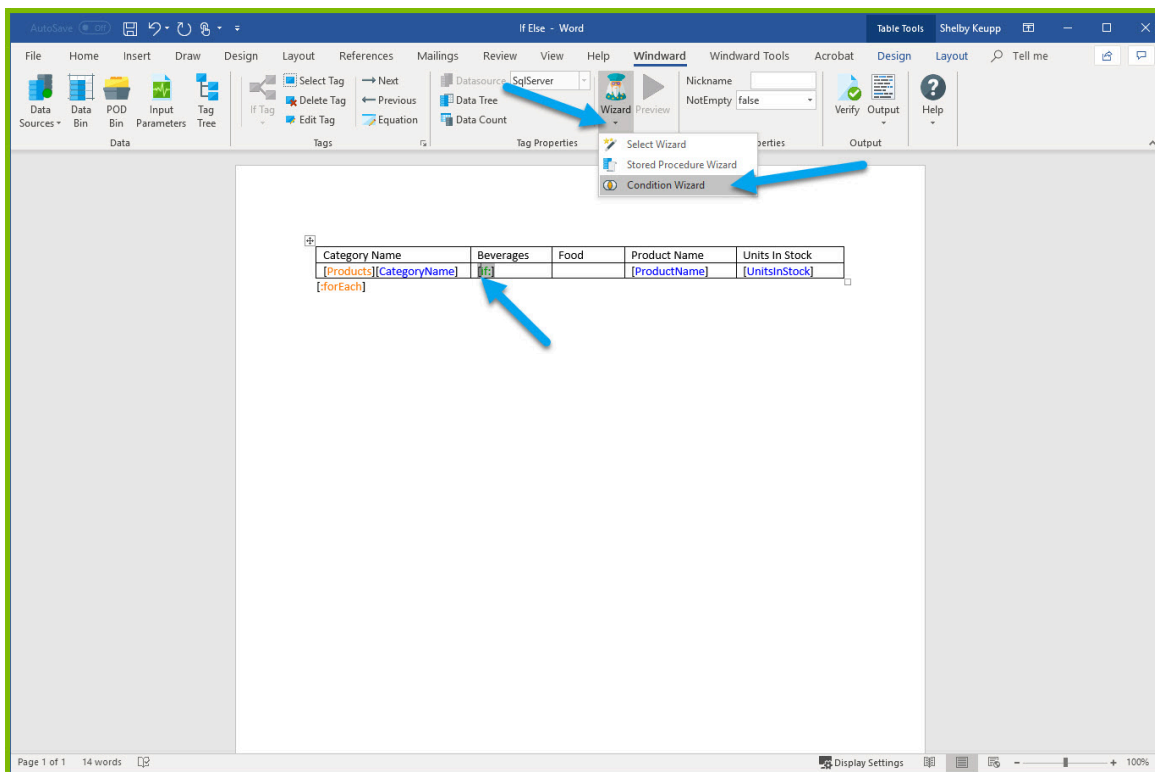 AutoSave Off If Else - Word Table Tools Shelby Keupp
File Home Insert Draw Design Layout References Mailings Review View Help Windward Windward Tools Acrobat Design Layout Tell me
Data Sources
Data Bin
POD Bin
Input Parameters
Tag Tree
Data
If Tag
Select Tag
Delete Tag
Edit Tag
Next
Previous
Equation
Tags
Datasource SqlServer
Data Tree
Data Count
Wizard
Preview
Tag Properties
Nickname
NotEmpty false
perties
Verify
Output
Output
Help
Select Wizard
Stored Procedure Wizard
Condition Wizard
Category Name Beverages Food Product Name Units In Stock
[Products][CategoryName] [if:] [ProductName] [UnitsInStock]
[:forEach]
Page 1 of 1 14 words Display Settings 100%